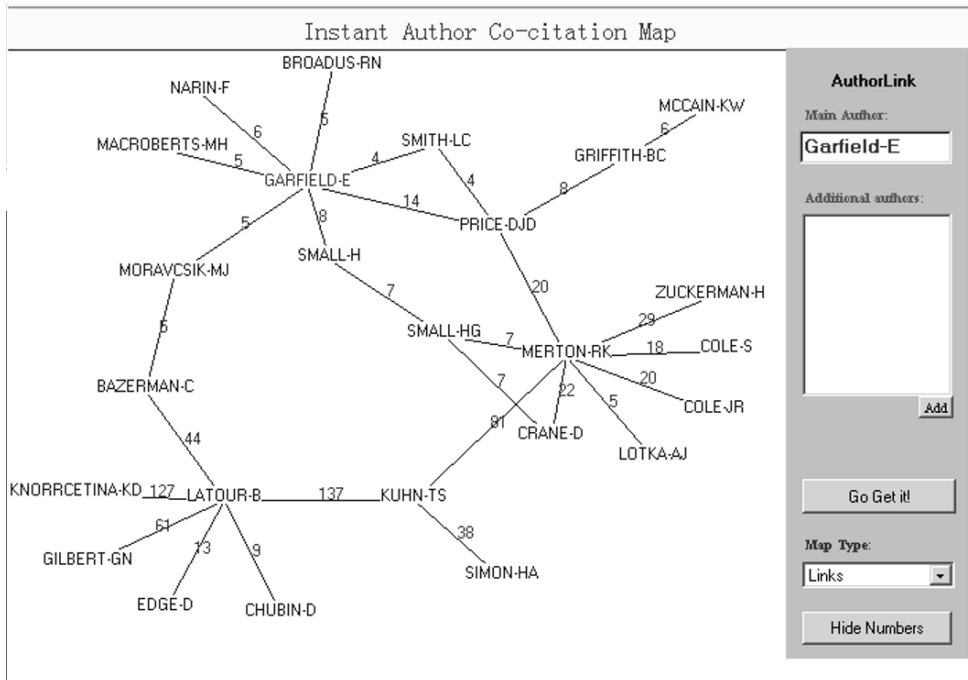 Instant Author Co-citation Map
BROADUS-RN
NARIN-F
MACROBERTS-MH
GARFIELD-E
SMITH-LC
MCCAIN-KW
GRIFFITH-BC
PRICE-DJD
MORAVCSIK-MJ
SMALL-H
SMALL-HG
MERTON-RK
ZUCKERMAN-H
COLE-S
COLE-JR
LOTKA-AJ
CRANE-D
BAZERMAN-C
KNORRCETINA-KD
LATOUR-B
KUHN-TS
GILBERT-GN
EDGE-D
CHUBIN-D
SIMON-HA
5
6
5
4
6
4
8
14
8
5
7
20
29
7
18
20
5
22
7
5
81
44
127
137
61
13
9
38
AuthorLink
Main Author:
Garfield-E
Additional authors:
Add
Go Get it!
Map Type:
Links
Hide Numbers